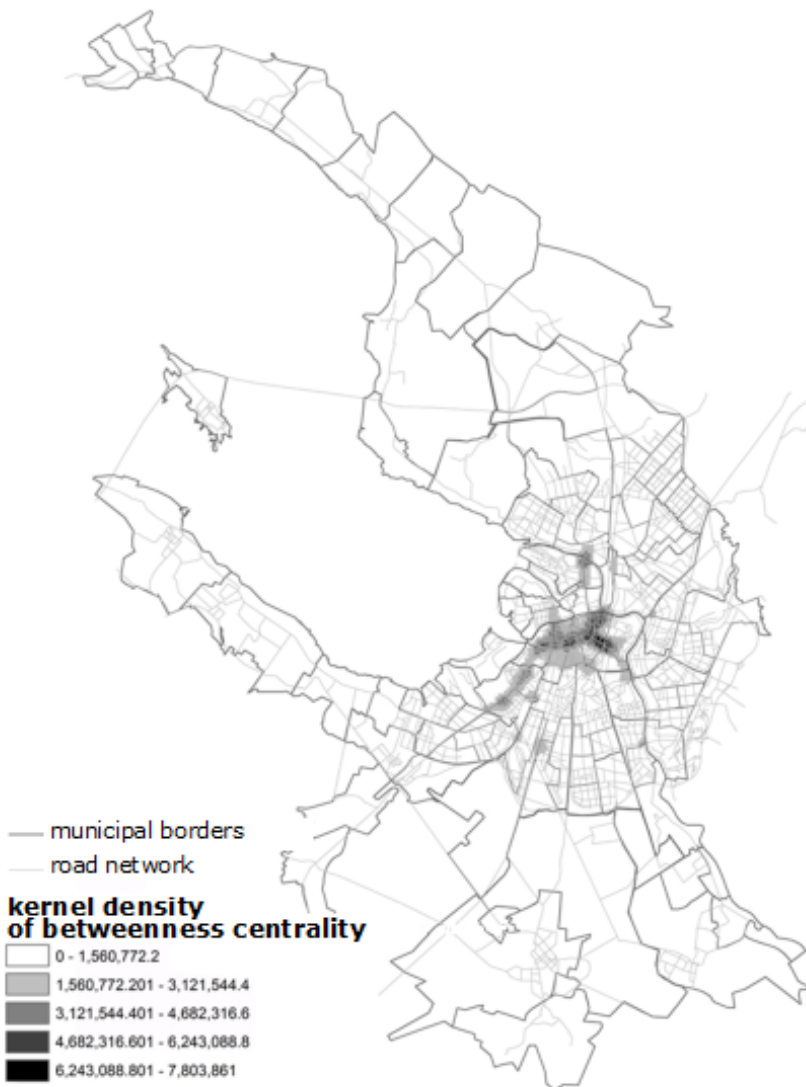 municipal borders
road network
kernel density
of betweenness centrality
0 - 1,560,772.2
1,560,772.201 - 3,121,544.4
3,121,544.401 - 4,682,316.6
4,682,316.601 - 6,243,088.8
6,243,088.801 - 7,803,861